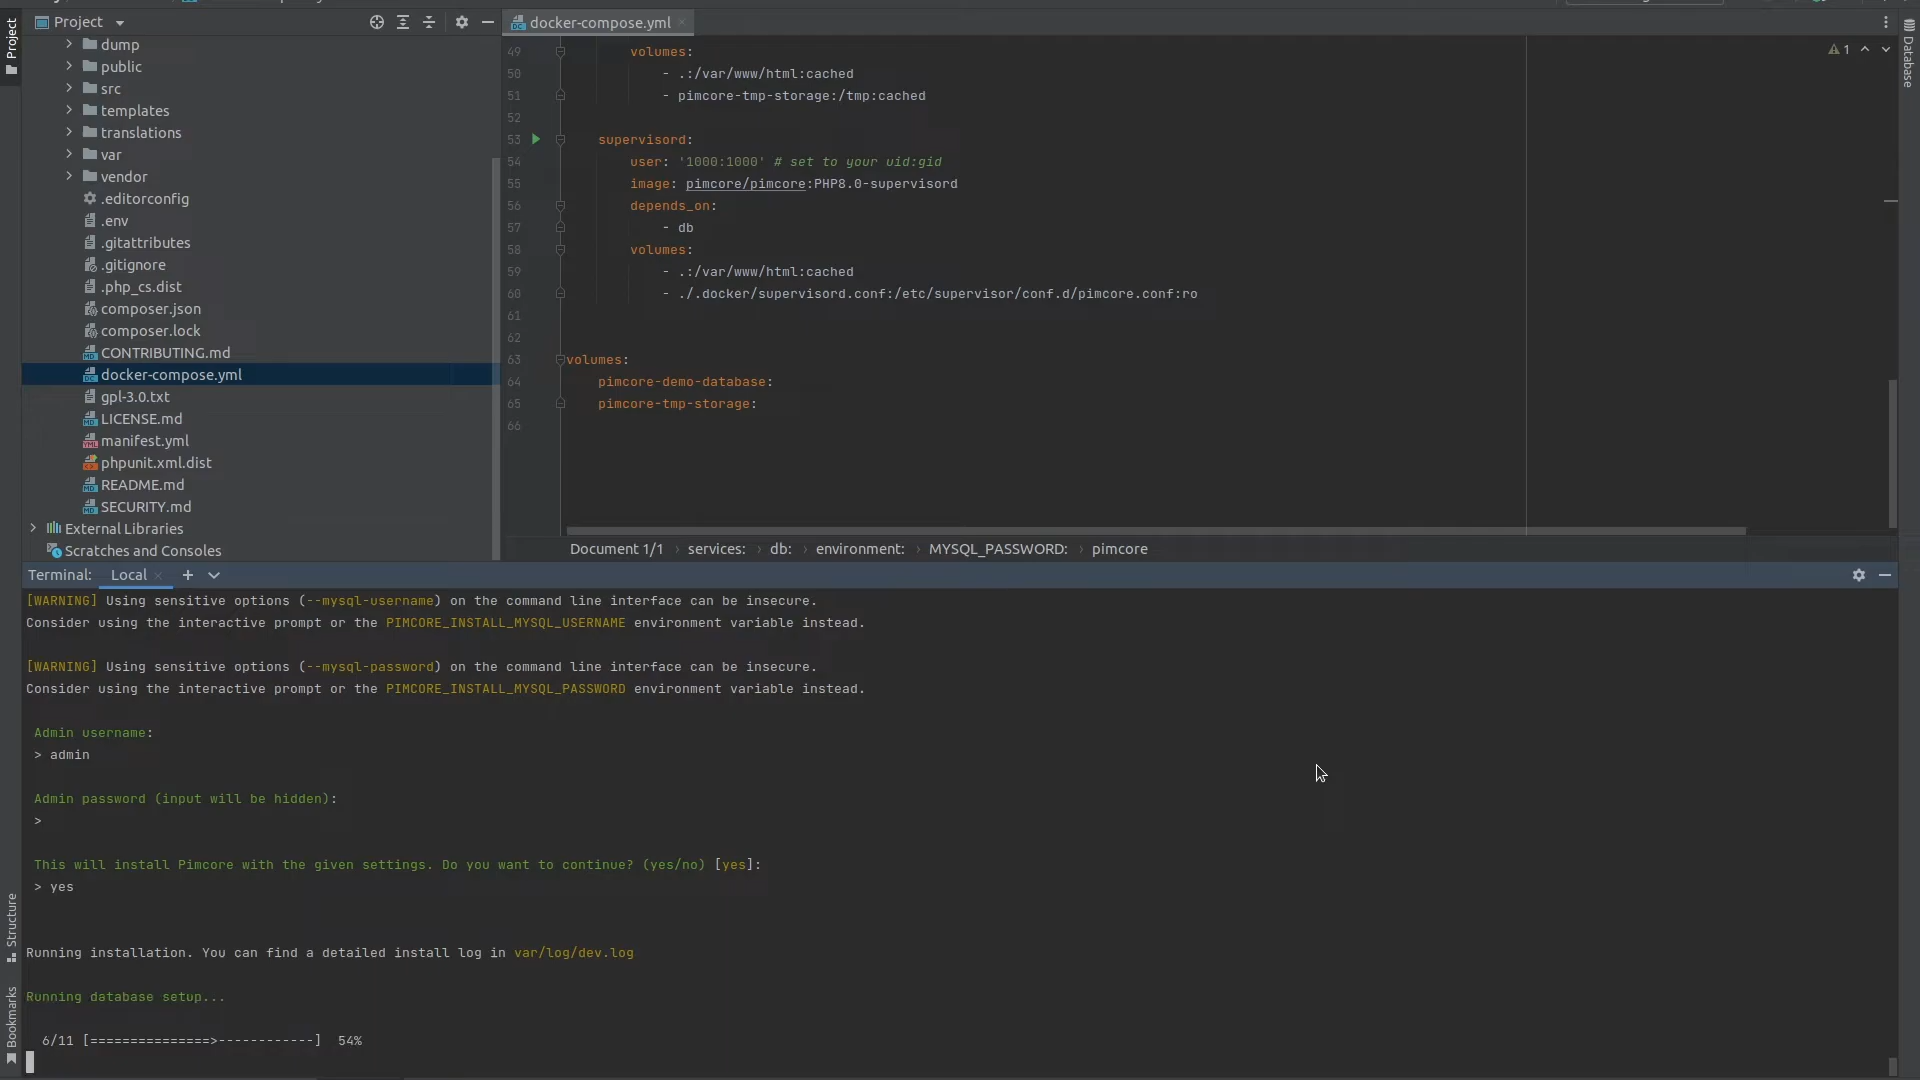 Project
docker-compose.yml
dump
public
src
templates
translations
var
vendor
.editorconfig
.env
.gitattributes
.gitignore
.php_cs.dist
composer.json
composer.lock
CONTRIBUTING.md
docker-compose.yml
gpl-3.0.txt
LICENSE.md
manifest.yml
phpunit.xml.dist
README.md
SECURITY.md
External Libraries
Scratches and Consoles
49 volumes:
50 - .:/var/www/html:cached
51 - pimcore-tmp-storage:/tmp:cached
52
53 supervisord:
54 user: '1000:1000' # set to your uid:gid
55 image: pimcore/pimcore:PHP8.0-supervisord
56 depends_on:
57 - db
58 volumes:
59 - .:/var/www/html:cached
60 - ./.docker/supervisord.conf:/etc/supervisor/conf.d/pimcore.conf:ro
61
62
63 volumes:
64 pimcore-demo-database:
65 pimcore-tmp-storage:
66
1
Document 1/1 › services: › db: › environment: › MYSQL_PASSWORD: › pimcore
Terminal: Local
[WARNING] Using sensitive options (--mysql-username) on the command line interface can be insecure.
Consider using the interactive prompt or the PIMCORE_INSTALL_MYSQL_USERNAME environment variable instead.
[WARNING] Using sensitive options (--mysql-password) on the command line interface can be insecure.
Consider using the interactive prompt or the PIMCORE_INSTALL_MYSQL_PASSWORD environment variable instead.
Admin username:
> admin
Admin password (input will be hidden):
>
This will install Pimcore with the given settings. Do you want to continue? (yes/no) [yes]:
> yes
Running installation. You can find a detailed install log in var/log/dev.log
Running database setup...
6/11 [===============>------------] 54%
Project
Structure
Bookmarks
Database